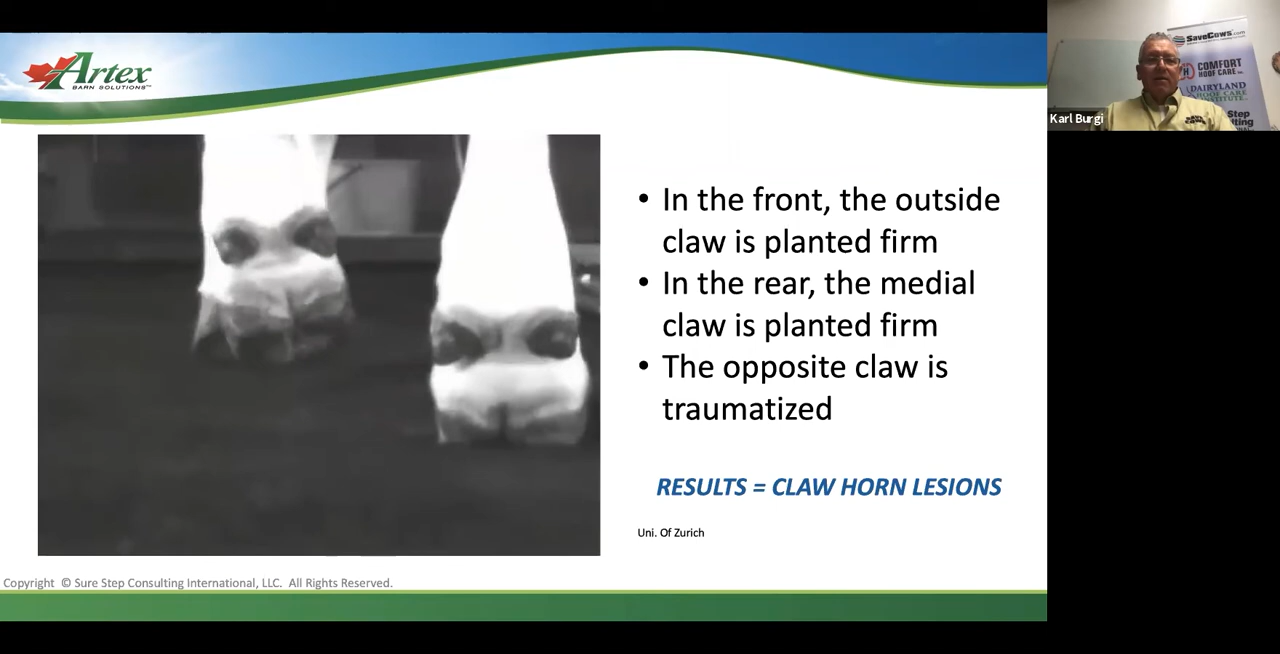 Artex
BARN SOLUTIONS™
SaveCows.com
COMFORT
HOOF CARE
DAIRYLAND
HOOF CARE
INSTITUTE
Step
Karl Burgi
• In the front, the outside
claw is planted firm
• In the rear, the medial
claw is planted firm
• The opposite claw is
traumatized
RESULTS = CLAW HORN LESIONS
Uni. Of Zurich
Copyright © Sure Step Consulting International, LLC. All Rights Reserved.